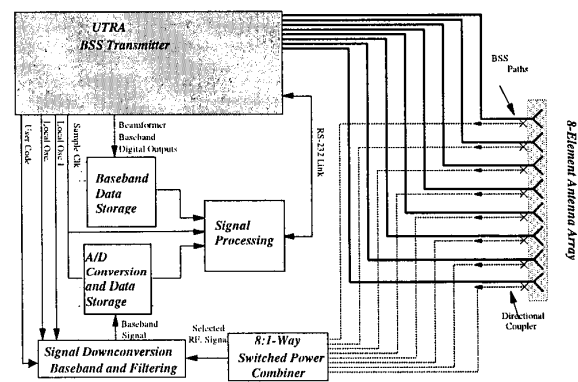 UTRA
BSS Transmitter
BSS
Paths
8-Element Antenna Array
User Code
Local Osc.
Local Osc 1
Sample Clk
Beamformer
Baseband
Digital Outputs
RS-232 Link
Baseband
Data
Storage
Signal
Processing
A/D
Conversion
and Data
Storage
Directional
Coupler
Baseband
Signal
Selected
RF. Signal
8:1-Way
Switched Power
Combiner
Signal Downconversion
Baseband and Filtering